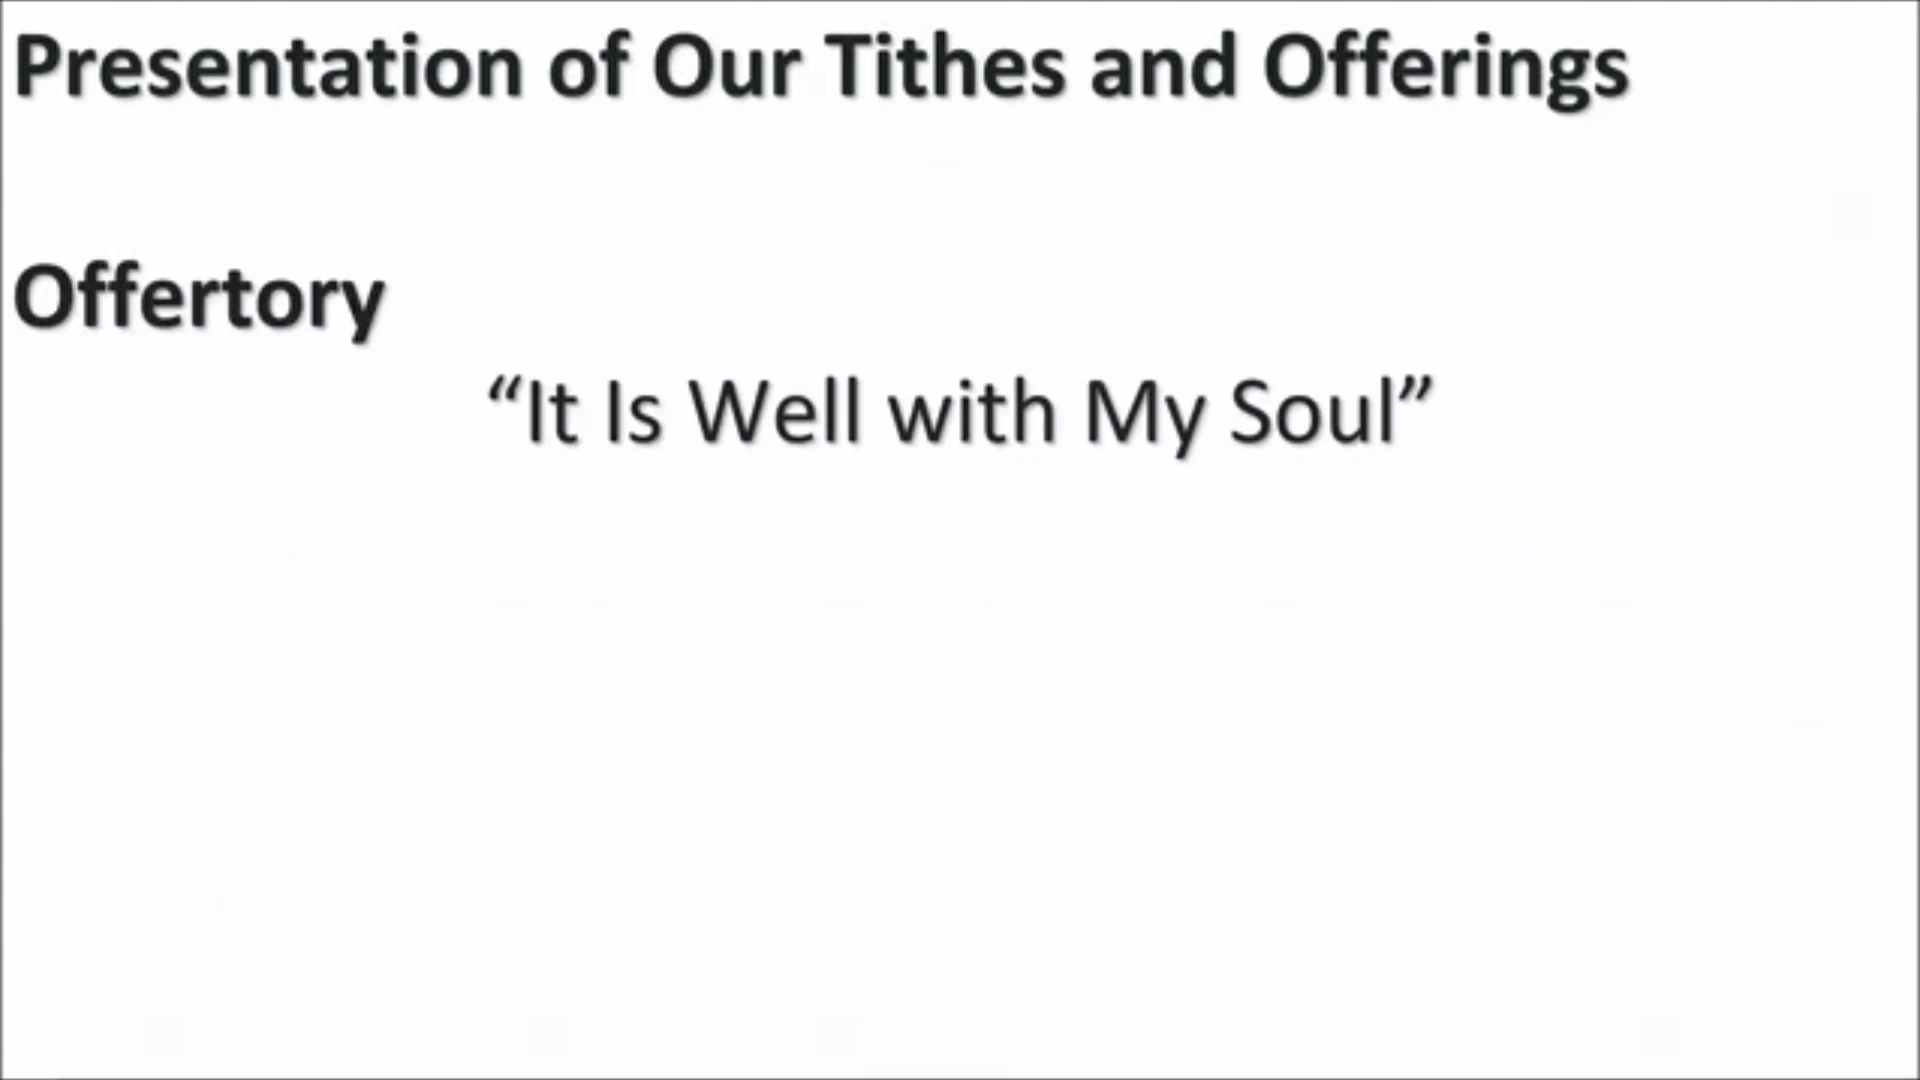 Presentation of Our Tithes and Offerings
Offertory
“It Is Well with My Soul”